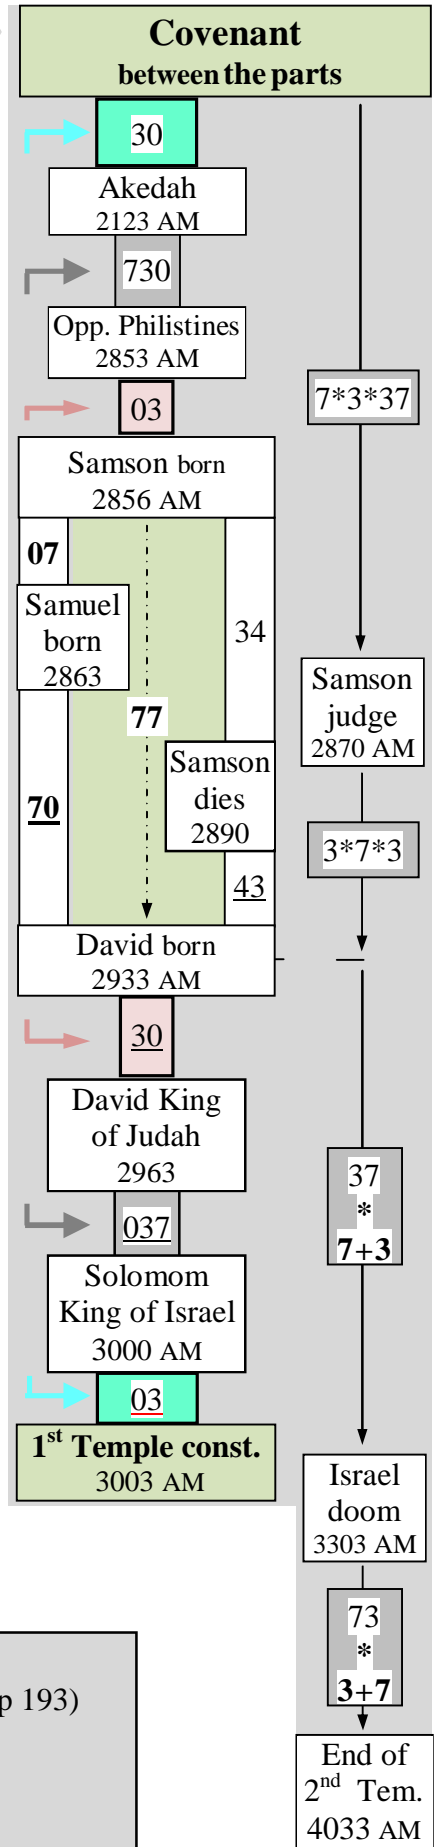 Covenant
between the parts
30
Akedah
2123 AM
730
Opp. Philistines
2853 AM
03
Samson born
2856 AM
07
Samuel
born
2863
34
77
70
Samson
dies
2890
43
David born
2933 AM
30
David King
of Judah
2963
037
Solomom
King of Israel
3000 AM
03
1st Temple const.
3003 AM
7*3*37
Samson
judge
2870 AM
3*7*3
37
*
7+3
Israel
doom
3303 AM
73
*
3+7
End of
2nd Tem.
4033 AM
p 193)